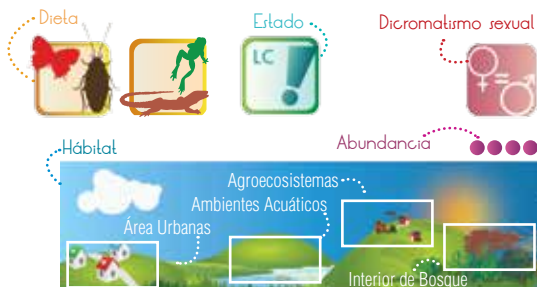 Dieta
Estado
Dicromatismo sexual
LC
Hábitat
Abundancia
Agroecosistemas
Ambientes Acuáticos
Área Urbanas
Interior de Bosque